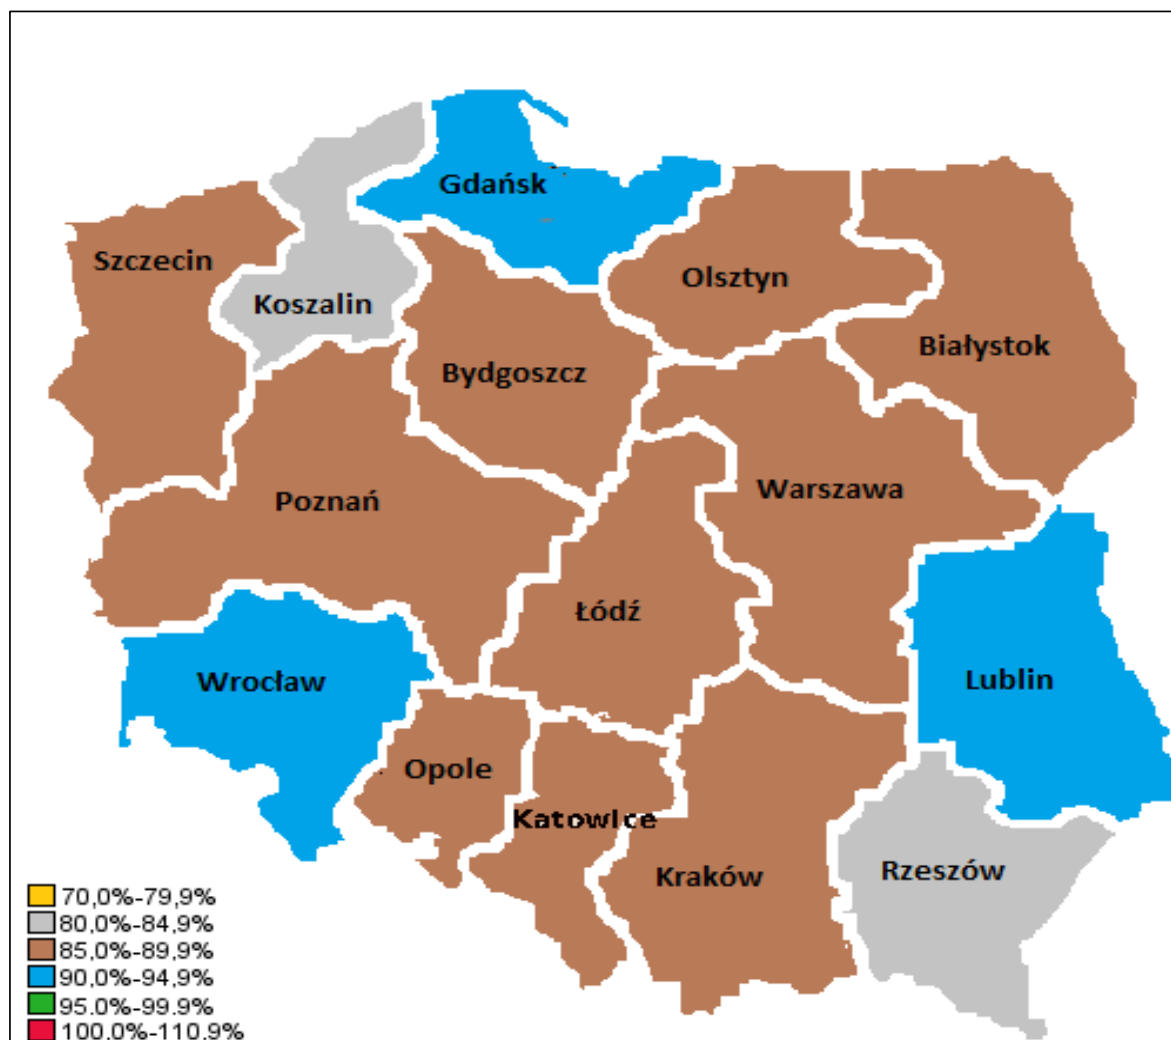 Gdańsk
Szczecin
Olsztyn
Koszalin
Białystok
Bydgoszcz
Poznań
Warszawa
Łódź
Wrocław
Lublin
Opole
Katowice
Kraków
Rzeszów
70,0%-79,9%
80,0%-84,9%
85,0%-89,9%
90,0%-94,9%
95.0%-99.9%
100,0%-110,9%